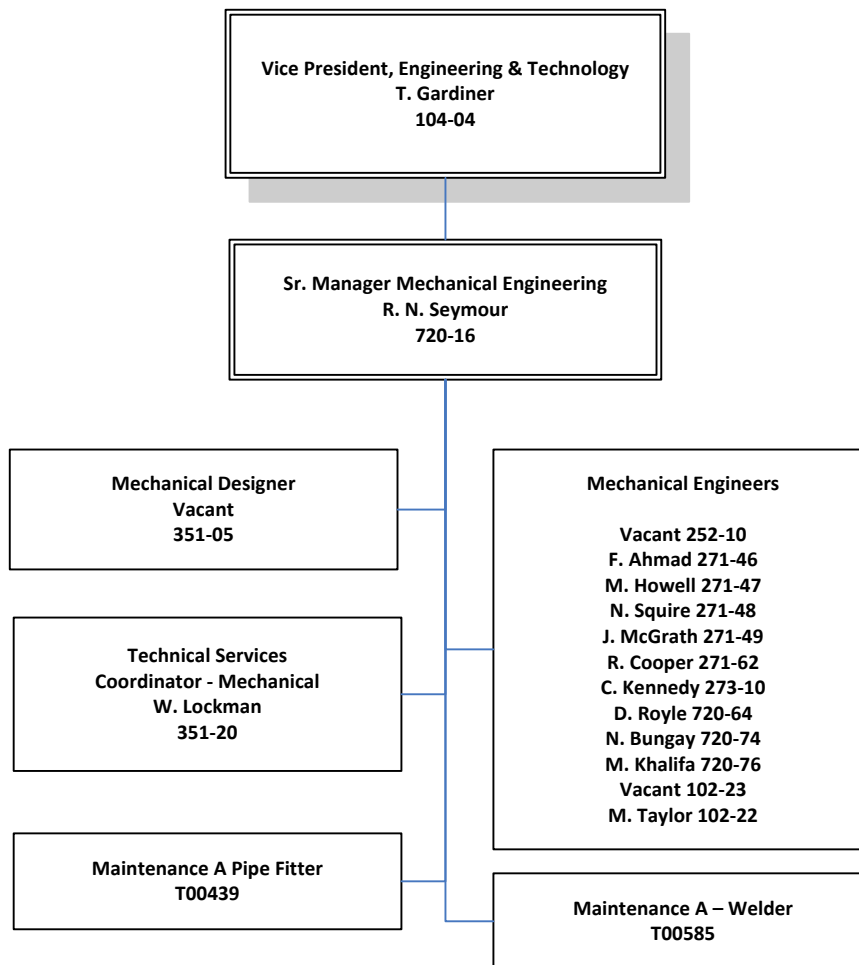 Vice President, Engineering & Technology
T. Gardiner
104-04
Sr. Manager Mechanical Engineering
R. N. Seymour
720-16
Mechanical Designer
Vacant
351-05
Technical Services
Coordinator - Mechanical
W. Lockman
351-20
Maintenance A Pipe Fitter
T00439
Mechanical Engineers
Vacant 252-10
F. Ahmad 271-46
M. Howell 271-47
N. Squire 271-48
J. McGrath 271-49
R. Cooper 271-62
C. Kennedy 273-10
D. Royle 720-64
N. Bungay 720-74
M. Khalifa 720-76
Vacant 102-23
M. Taylor 102-22
Maintenance A – Welder
T00585